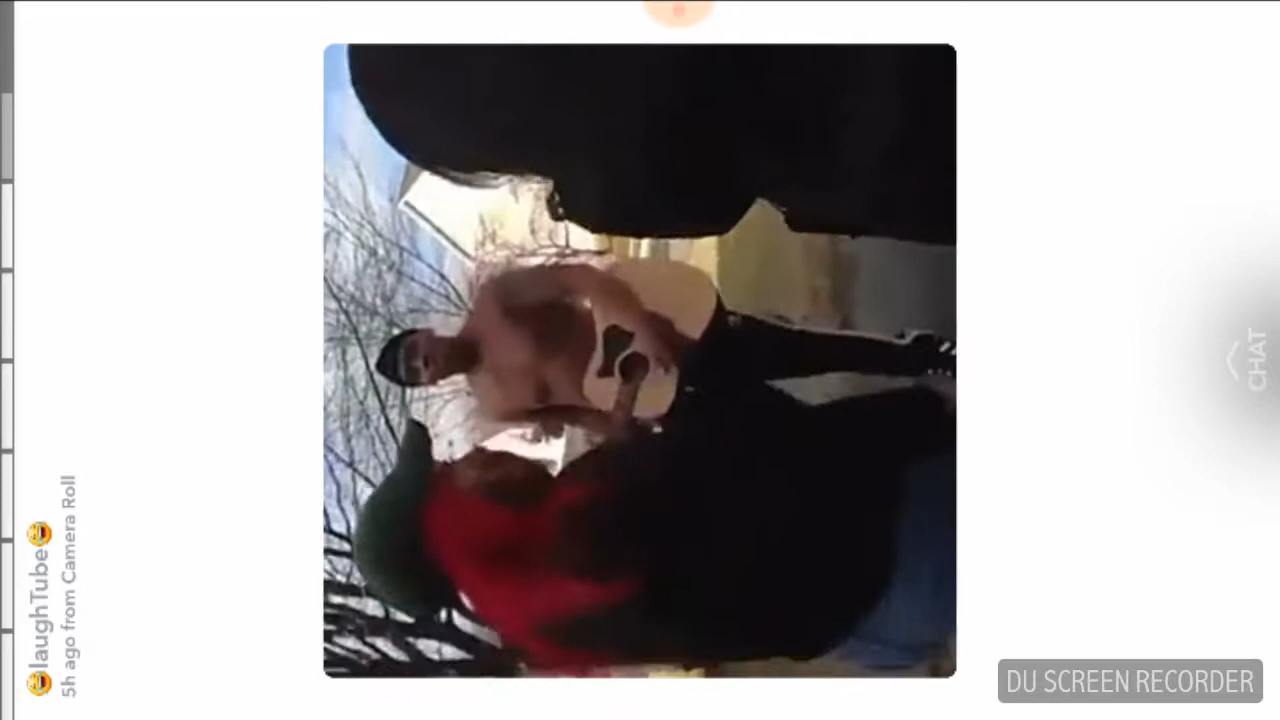 😂laughTube😂
5h ago from Camera Roll
CHAT
DU SCREEN RECORDER